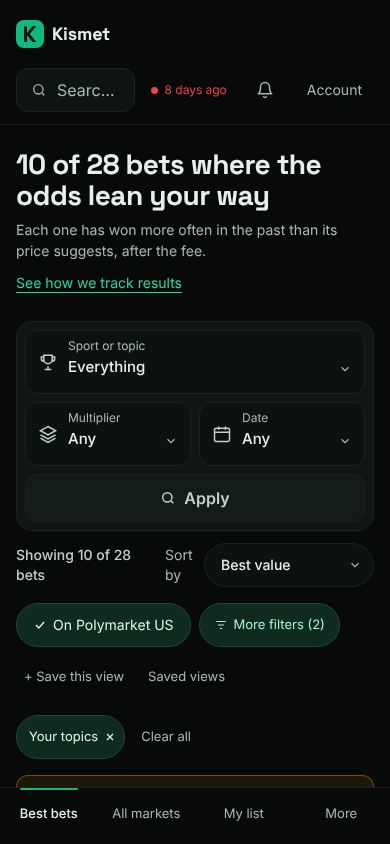 Kismet
Searc...
8 days ago
Account
10 of 28 bets where the
odds lean your way
Each one has won more often in the past than its
price suggests, after the fee.
See how we track results
Sport or topic
Everything
Multiplier
Any
Date
Any
Apply
Showing 10 of 28
bets
Sort
by
Best value
On Polymarket US
More filters (2)
+ Save this view
Saved views
Your topics ×
Clear all
Best bets
All markets
My list
More